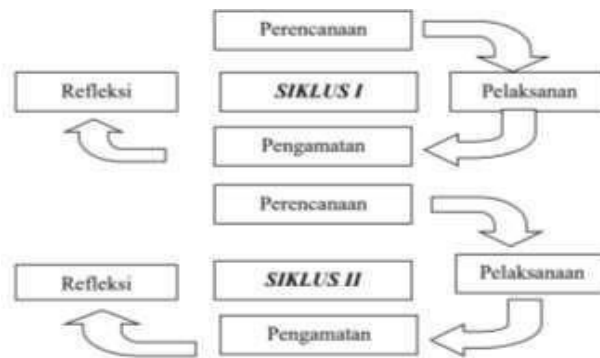 Perencanaan
Refleksi
SIKLUS I
Pelaksanan
Pengamatan
Perencanaan
Refleksi
SIKLUS II
Pelaksanaan
Pengamatan